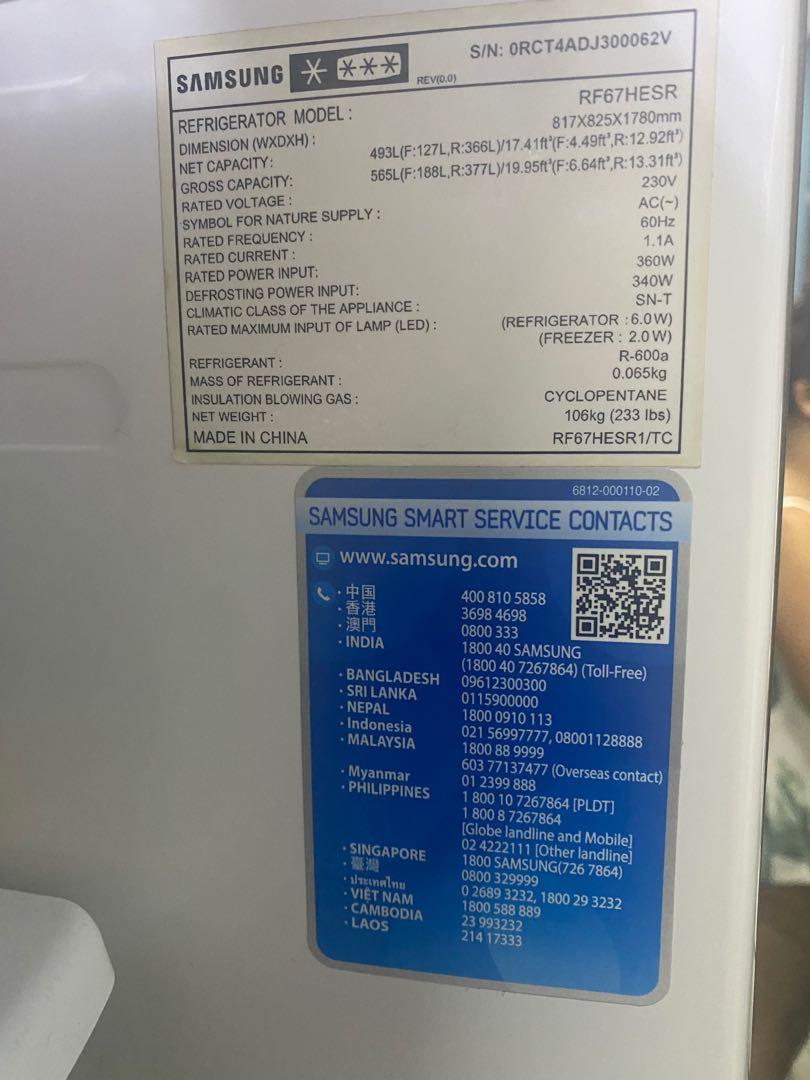 SAMSUNG * *** REV(0.0) S/N: 0RCT4ADJ300062V
REFRIGERATOR MODEL : RF67HESR
DIMENSION (WXDXH) : 817X825X1780mm
NET CAPACITY: 493L(F:127L,R:366L)/17.41ft³(F:4.49ft³,R:12.92ft³)
GROSS CAPACITY: 565L(F:188L,R:377L)/19.95ft³(F:6.64ft³,R:13.31ft³)
RATED VOLTAGE : 230V
SYMBOL FOR NATURE SUPPLY : AC(~)
RATED FREQUENCY : 60Hz
RATED CURRENT : 1.1A
RATED POWER INPUT: 360W
DEFROSTING POWER INPUT: 340W
CLIMATIC CLASS OF THE APPLIANCE : SN-T
RATED MAXIMUM INPUT OF LAMP (LED) : (REFRIGERATOR : 6.0W)
(FREEZER : 2.0W)
REFRIGERANT : R-600a
MASS OF REFRIGERANT : 0.065kg
INSULATION BLOWING GAS : CYCLOPENTANE
NET WEIGHT : 106kg (233 lbs)
MADE IN CHINA RF67HESR1/TC
6812-000110-02
SAMSUNG SMART SERVICE CONTACTS
www.samsung.com
· 中国 400 810 5858
· 香港 3698 4698
· 澳門 0800 333
· INDIA 1800 40 SAMSUNG
(1800 40 7267864) (Toll-Free)
· BANGLADESH 09612300300
· SRI LANKA 0115900000
· NEPAL 1800 0910 113
· Indonesia 021 56997777, 08001128888
· MALAYSIA 1800 88 9999
603 77137477 (Overseas contact)
· Myanmar 01 2399 888
· PHILIPPINES 1 800 10 7267864 [PLDT]
1 800 8 7267864
[Globe landline and Mobile]
02 4222111 [Other landline]
· SINGAPORE 1800 SAMSUNG(726 7864)
· 臺灣 0800 329999
· ประเทศไทย 0 2689 3232, 1800 29 3232
· VIỆT NAM 1800 588 889
· CAMBODIA 23 993232
· LAOS 214 17333